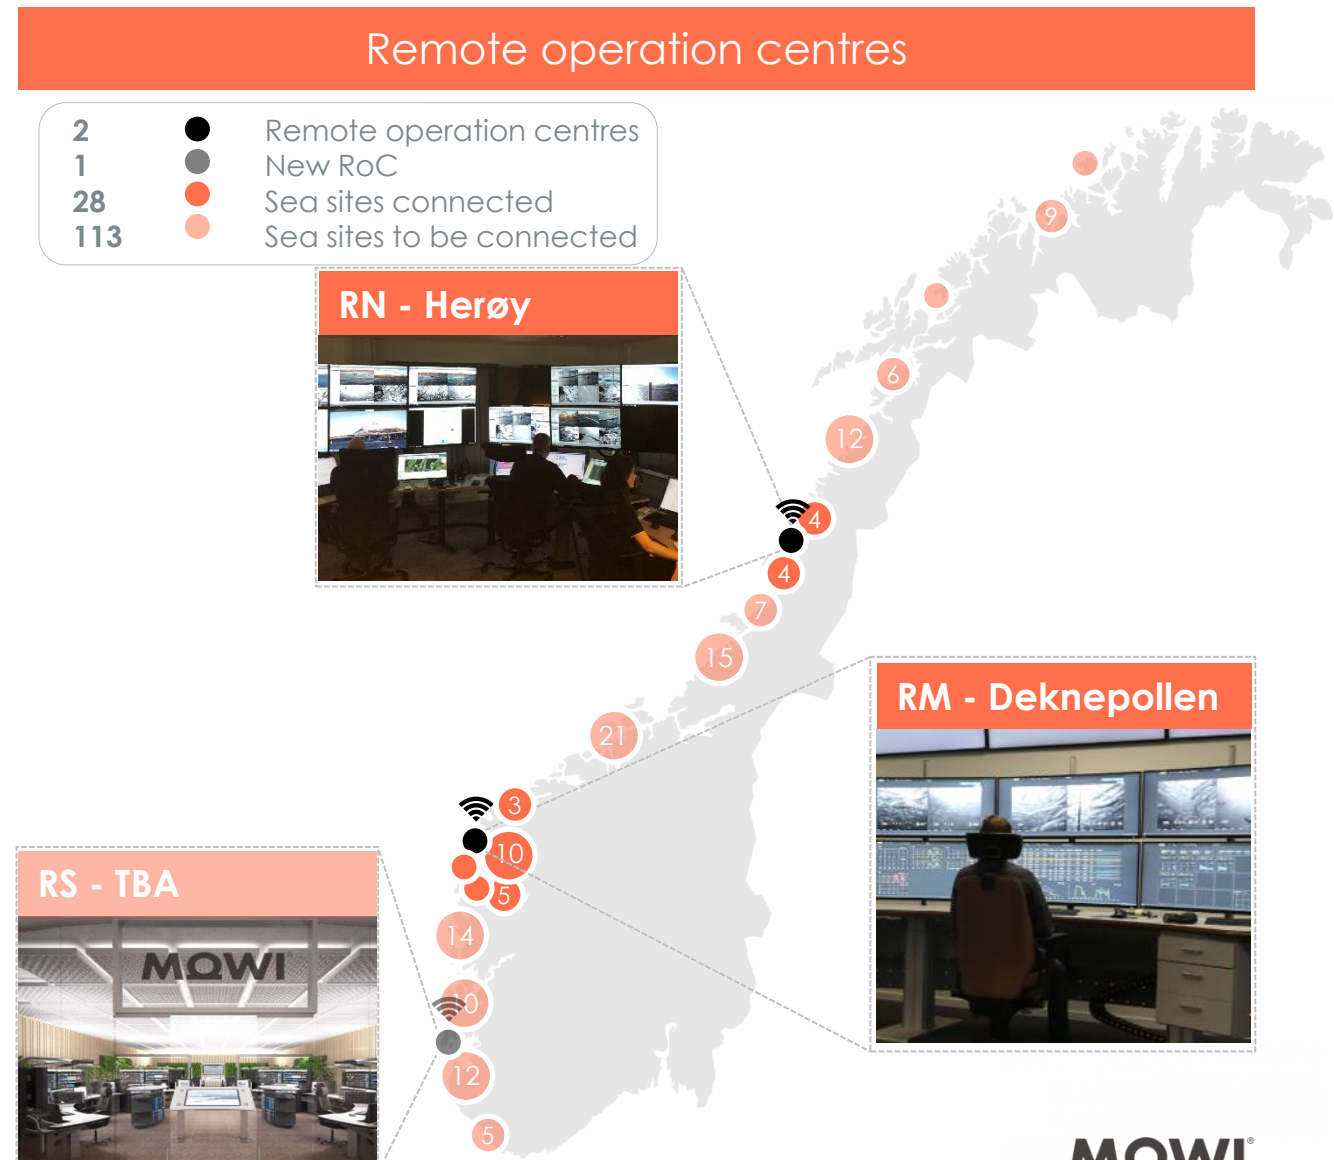 Remote operation centres
2 Remote operation centres
1 New RoC
28 Sea sites connected
113 Sea sites to be connected
9
RN - Herøy
6
12
4
4
7
15
RM - Deknepollen
21
3
10
RS - TBA
5
14
MOWI
10
12
5
MOWI®